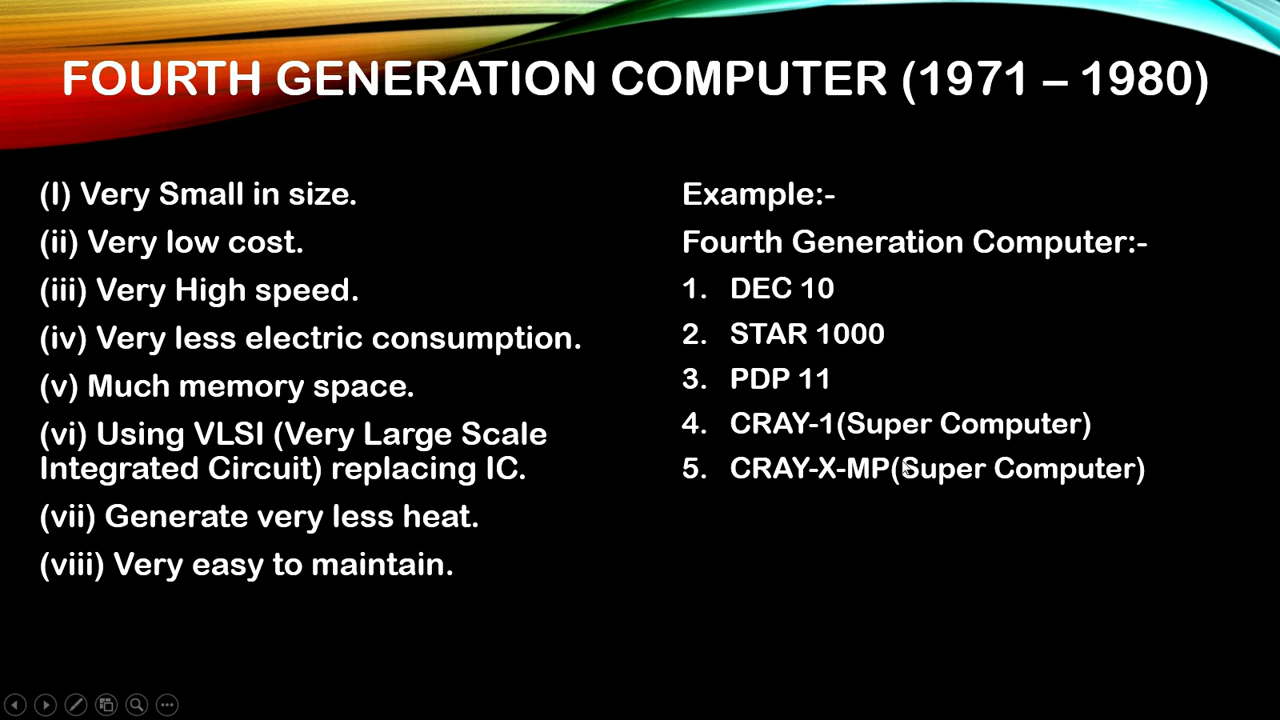 FOURTH GENERATION COMPUTER (1971 – 1980)
(I) Very Small in size.
(ii) Very low cost.
(iii) Very High speed.
(iv) Very less electric consumption.
(v) Much memory space.
(vi) Using VLSI (Very Large Scale
Integrated Circuit) replacing IC.
(vii) Generate very less heat.
(viii) Very easy to maintain.
Example:-
Fourth Generation Computer:-
1. DEC 10
2. STAR 1000
3. PDP 11
4. CRAY-1(Super Computer)
5. CRAY-X-MP(Super Computer)